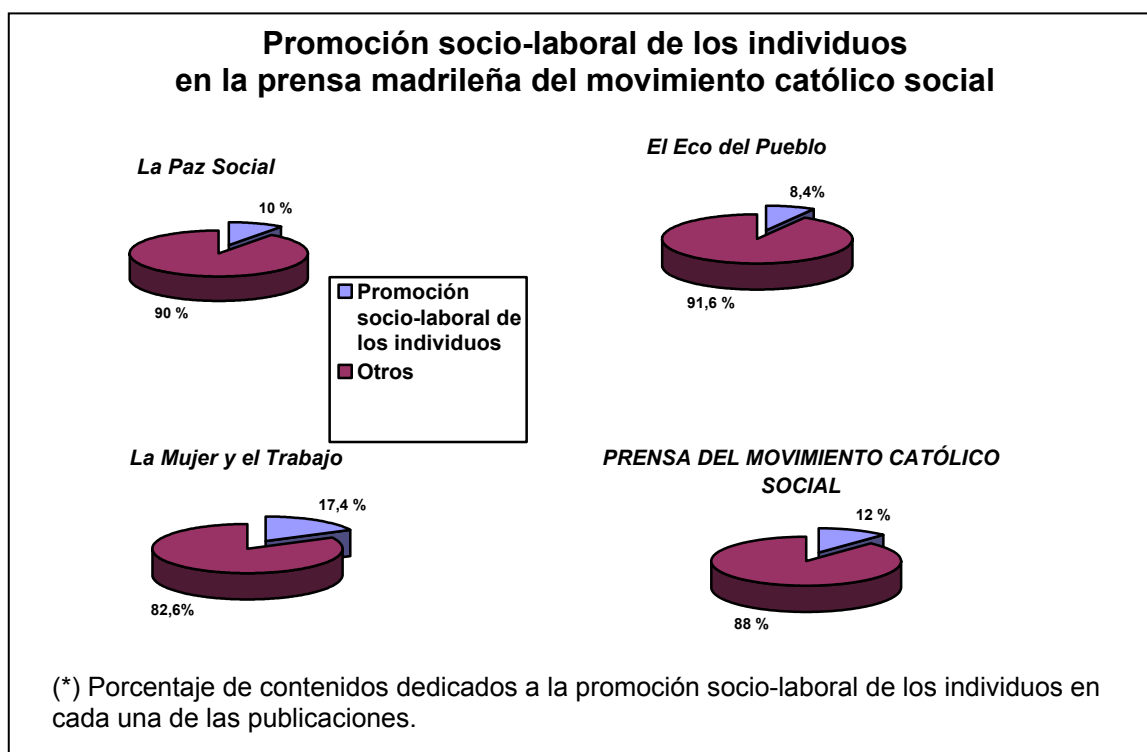 Promoción socio-laboral de los individuos
en la prensa madrileña del movimiento católico social
La Paz Social
10 %
90 %
El Eco del Pueblo
8,4%
91,6 %
Promoción
socio-laboral de
los individuos
Otros
La Mujer y el Trabajo
17,4 %
82,6%
PRENSA DEL MOVIMIENTO CATÓLICO
SOCIAL
12 %
88 %
(*) Porcentaje de contenidos dedicados a la promoción socio-laboral de los individuos en
cada una de las publicaciones.